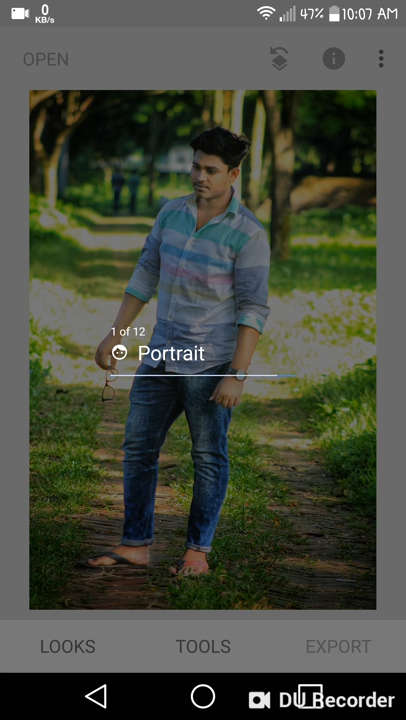 0
KB/s
47%
10:07 AM
OPEN
1 of 12
Portrait
LOOKS
TOOLS
EXPORT
DU Recorder